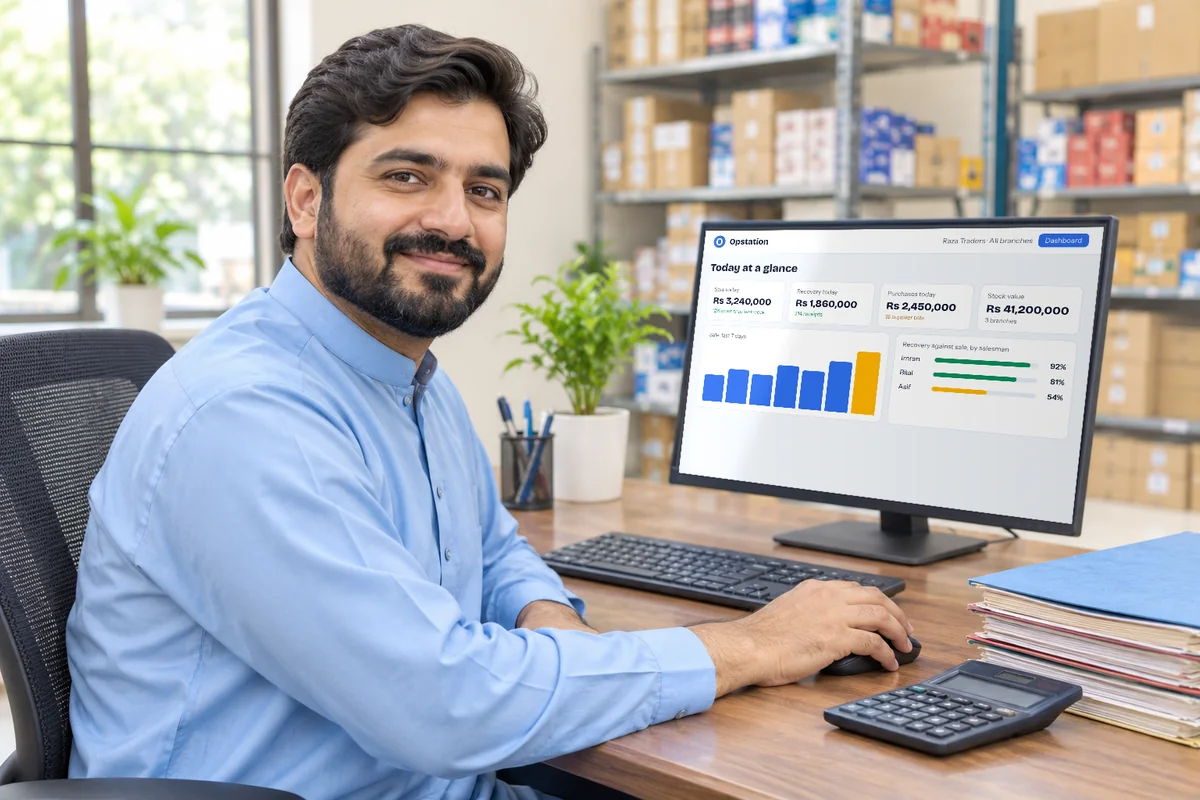 Opstation
Raza Traders· All branches
Dashboard
Today at a glance
Recovery today
Purchases today
Stock value
Rs 3,240,000
Rs 1,860,000
Rs 2,450,000
Rs 41,200,000
3 branches
Recovery against sale, by salesman
Imran
92%
Bilal
81%
Asif
54%